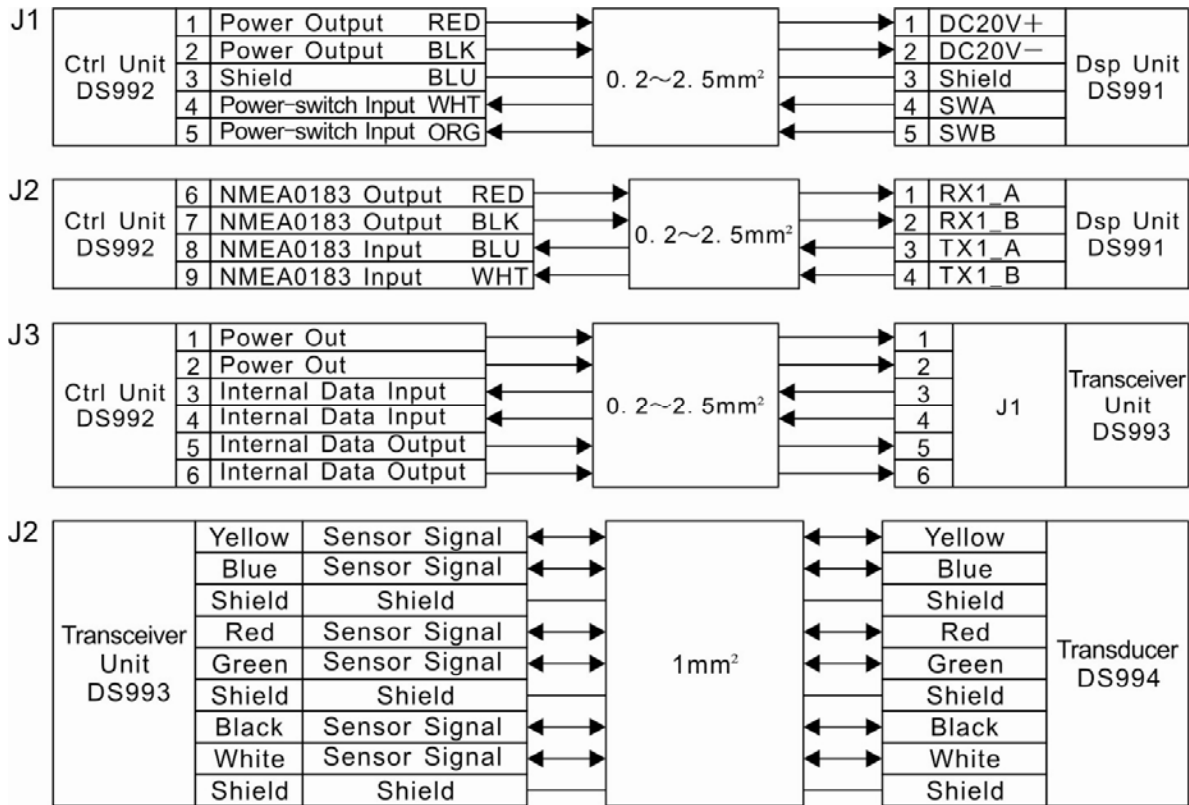 J1
Ctrl Unit
DS992
1 Power Output RED
2 Power Output BLK
3 Shield BLU
4 Power-switch Input WHT
5 Power-switch Input ORG
0.2~2.5mm²
1 DC20V+
2 DC20V-
3 Shield
4 SWA
5 SWB
Dsp Unit
DS991
J2
Ctrl Unit
DS992
6 NMEA0183 Output RED
7 NMEA0183 Output BLK
8 NMEA0183 Input BLU
9 NMEA0183 Input WHT
0.2~2.5mm²
1 RX1_A
2 RX1_B
3 TX1_A
4 TX1_B
Dsp Unit
DS991
J3
Ctrl Unit
DS992
1 Power Out
2 Power Out
3 Internal Data Input
4 Internal Data Input
5 Internal Data Output
6 Internal Data Output
0.2~2.5mm²
1
2
3
4
5
6
J1
Transceiver
Unit
DS993
J2
Transceiver
Unit
DS993
Yellow Sensor Signal
Blue Sensor Signal
Shield Shield
Red Sensor Signal
Green Sensor Signal
Shield Shield
Black Sensor Signal
White Sensor Signal
Shield Shield
1mm²
Yellow
Blue
Shield
Red
Green
Shield
Black
White
Shield
Transducer
DS994